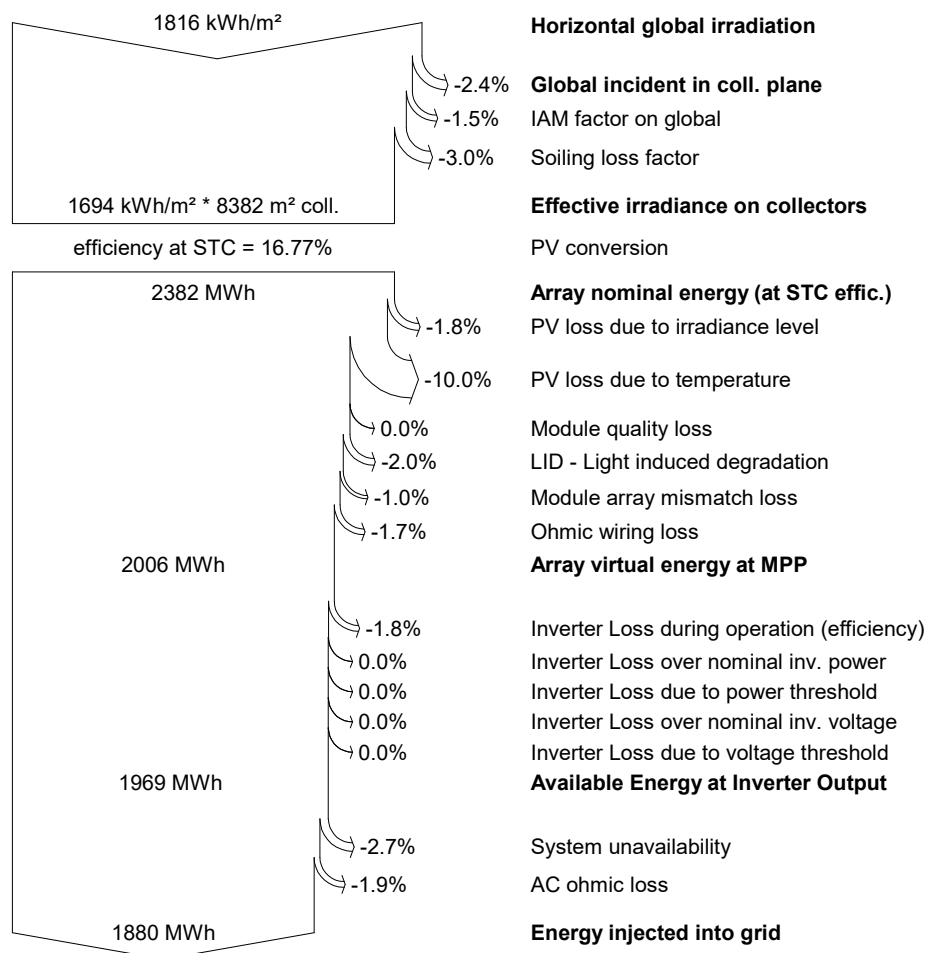 1816 kWh/m² Horizontal global irradiation
-2.4% Global incident in coll. plane
-1.5% IAM factor on global
-3.0% Soiling loss factor
1694 kWh/m² * 8382 m² coll. Effective irradiance on collectors
efficiency at STC = 16.77% PV conversion
2382 MWh Array nominal energy (at STC effic.)
-1.8% PV loss due to irradiance level
-10.0% PV loss due to temperature
0.0% Module quality loss
-2.0% LID - Light induced degradation
-1.0% Module array mismatch loss
-1.7% Ohmic wiring loss
2006 MWh Array virtual energy at MPP
-1.8% Inverter Loss during operation (efficiency)
0.0% Inverter Loss over nominal inv. power
0.0% Inverter Loss due to power threshold
0.0% Inverter Loss over nominal inv. voltage
0.0% Inverter Loss due to voltage threshold
1969 MWh Available Energy at Inverter Output
-2.7% System unavailability
-1.9% AC ohmic loss
1880 MWh Energy injected into grid